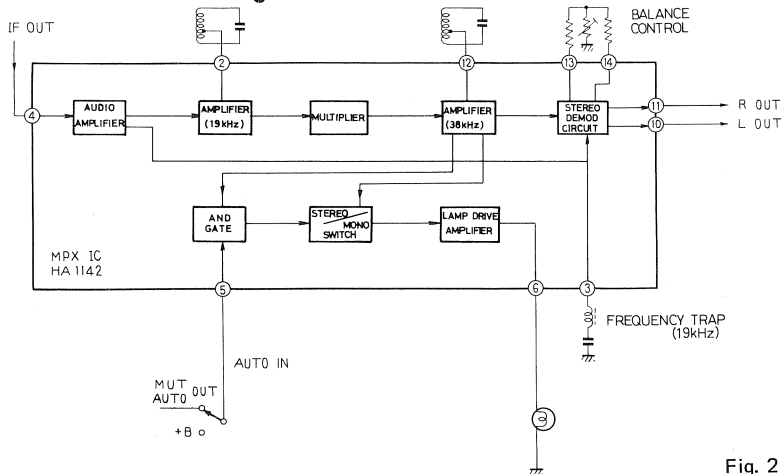 IF OUT
BALANCE
CONTROL
2
12
13
14
4
AUDIO
AMPLIFIER
AMPLIFIER
(19kHz)
MULTIPLIER
AMPLIFIER
(38kHz)
STEREO
DEMOD
CIRCUIT
11
R OUT
10
L OUT
AND
GATE
STEREO
MONO
SWITCH
LAMP DRIVE
AMPLIFIER
MPX IC
HA1142
5
6
3
FREQUENCY TRAP
(19kHz)
AUTO IN
MUT
AUTO OUT
+B
Fig. 2